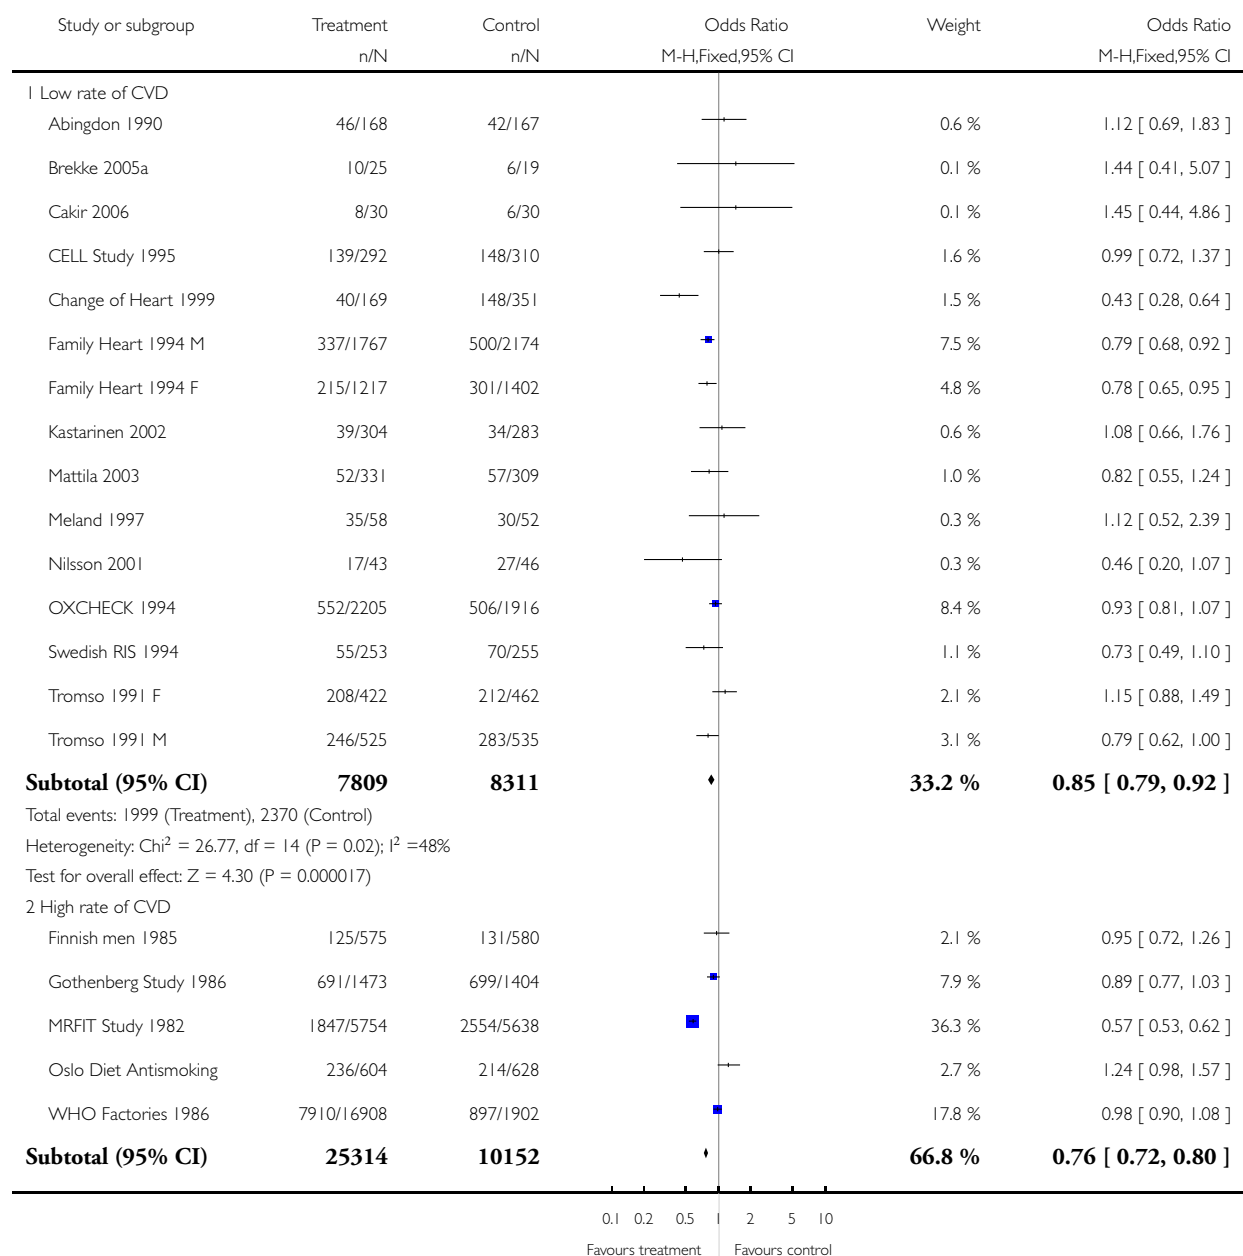 Study or subgroup Treatment Control Odds Ratio Weight Odds Ratio
n/N n/N M-H,Fixed,95% CI M-H,Fixed,95% CI
1 Low rate of CVD
Abingdon 1990 46/168 42/167 0.6 % 1.12 [ 0.69, 1.83 ]
Brekke 2005a 10/25 6/19 0.1 % 1.44 [ 0.41, 5.07 ]
Cakir 2006 8/30 6/30 0.1 % 1.45 [ 0.44, 4.86 ]
CELL Study 1995 139/292 148/310 1.6 % 0.99 [ 0.72, 1.37 ]
Change of Heart 1999 40/169 148/351 1.5 % 0.43 [ 0.28, 0.64 ]
Family Heart 1994 M 337/1767 500/2174 7.5 % 0.79 [ 0.68, 0.92 ]
Family Heart 1994 F 215/1217 301/1402 4.8 % 0.78 [ 0.65, 0.95 ]
Kastarinen 2002 39/304 34/283 0.6 % 1.08 [ 0.66, 1.76 ]
Mattila 2003 52/331 57/309 1.0 % 0.82 [ 0.55, 1.24 ]
Meland 1997 35/58 30/52 0.3 % 1.12 [ 0.52, 2.39 ]
Nilsson 2001 17/43 27/46 0.3 % 0.46 [ 0.20, 1.07 ]
OXCHECK 1994 552/2205 506/1916 8.4 % 0.93 [ 0.81, 1.07 ]
Swedish RIS 1994 55/253 70/255 1.1 % 0.73 [ 0.49, 1.10 ]
Tromso 1991 F 208/422 212/462 2.1 % 1.15 [ 0.88, 1.49 ]
Tromso 1991 M 246/525 283/535 3.1 % 0.79 [ 0.62, 1.00 ]
Subtotal (95% CI) 7809 8311 33.2 % 0.85 [ 0.79, 0.92 ]
Total events: 1999 (Treatment), 2370 (Control)
Heterogeneity: Chi² = 26.77, df = 14 (P = 0.02); I² =48%
Test for overall effect: Z = 4.30 (P = 0.000017)
2 High rate of CVD
Finnish men 1985 125/575 131/580 2.1 % 0.95 [ 0.72, 1.26 ]
Gothenberg Study 1986 691/1473 699/1404 7.9 % 0.89 [ 0.77, 1.03 ]
MRFIT Study 1982 1847/5754 2554/5638 36.3 % 0.57 [ 0.53, 0.62 ]
Oslo Diet Antismoking 236/604 214/628 2.7 % 1.24 [ 0.98, 1.57 ]
WHO Factories 1986 7910/16908 897/1902 17.8 % 0.98 [ 0.90, 1.08 ]
Subtotal (95% CI) 25314 10152 66.8 % 0.76 [ 0.72, 0.80 ]
0.1 0.2 0.5 1 2 5 10
Favours treatment Favours control